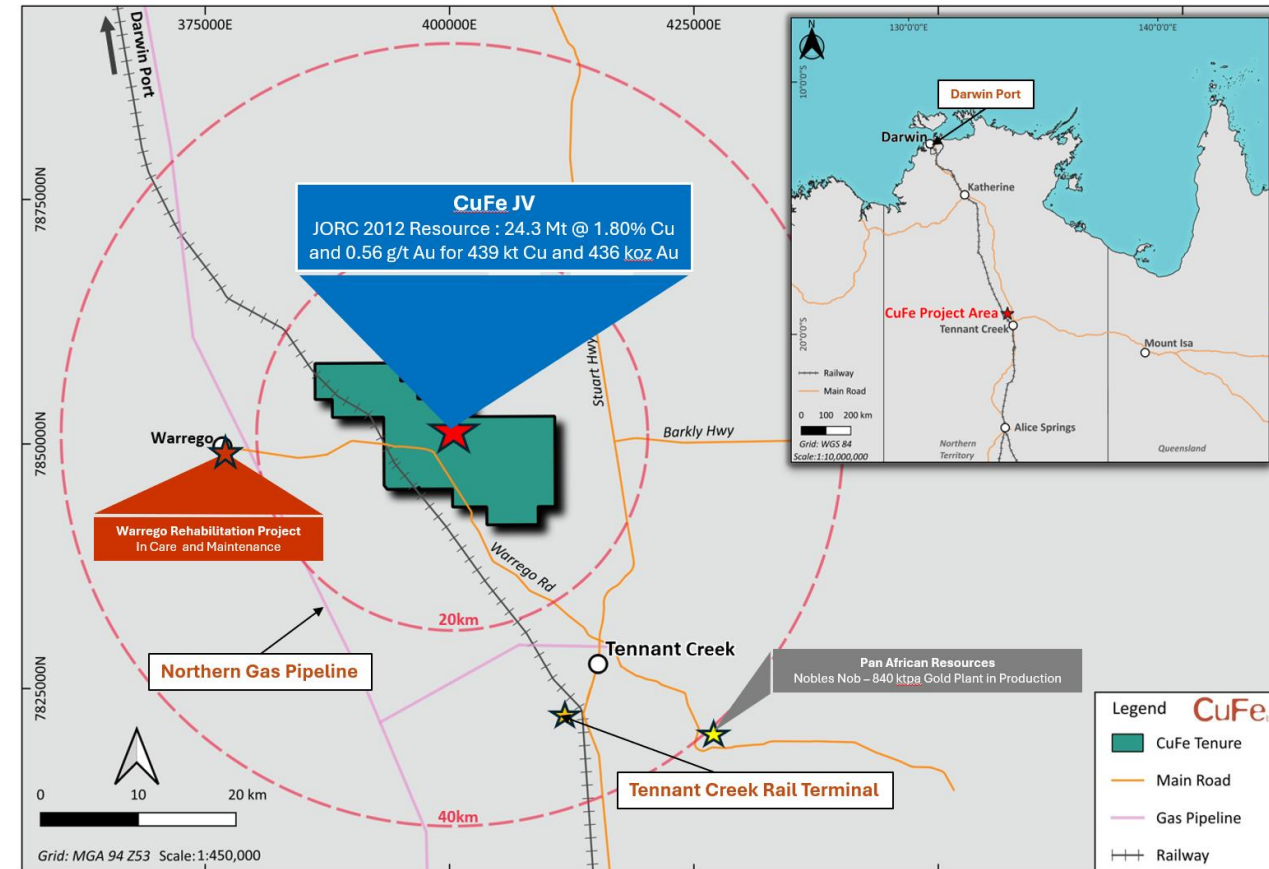 375000E
400000E
425000E
7875000N
7850000N
7825000N
Darwin Port
CuFe JV
JORC 2012 Resource : 24.3 Mt @ 1.80% Cu
and 0.56 g/t Au for 439 kt Cu and 436 koz Au
Stuart Hwy
Barkly Hwy
Warrego
Warrego Rehabilitation Project
In Care and Maintenance
Warrego Rd
20km
Northern Gas Pipeline
Tennant Creek
Pan African Resources
Nobles Nob – 840 ktpa Gold Plant in Production
Tennant Creek Rail Terminal
40km
0 10 20 km
Grid: MGA 94 Z53 Scale: 1:450,000
N
130°0'0"E
140°0'0"E
10°0'0"S
20°0'0"S
Darwin Port
Darwin
Katherine
CuFe Project Area
Tennant Creek
Mount Isa
Alice Springs
Northern
Territory
Queensland
Railway
Main Road
0 100 200 km
Grid: WGS 84
Scale:1:10,000,000
Legend CuFe
CuFe Tenure
Main Road
Gas Pipeline
Railway